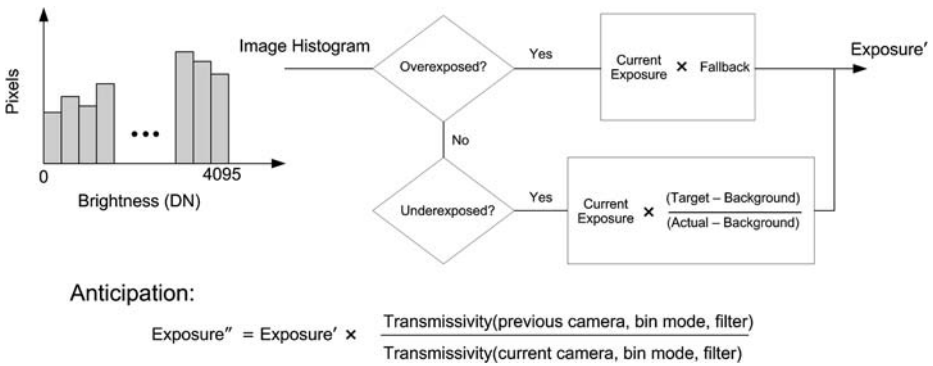 Pixels
0
4095
Brightness (DN)
Image Histogram
Overexposed?
Yes
Current
Exposure × Fallback
Exposure′
No
Underexposed?
Yes
Current
Exposure
×
(Target – Background)
(Actual – Background)
Anticipation:
Exposure″ = Exposure′ ×
Transmissivity(previous camera, bin mode, filter)
Transmissivity(current camera, bin mode, filter)